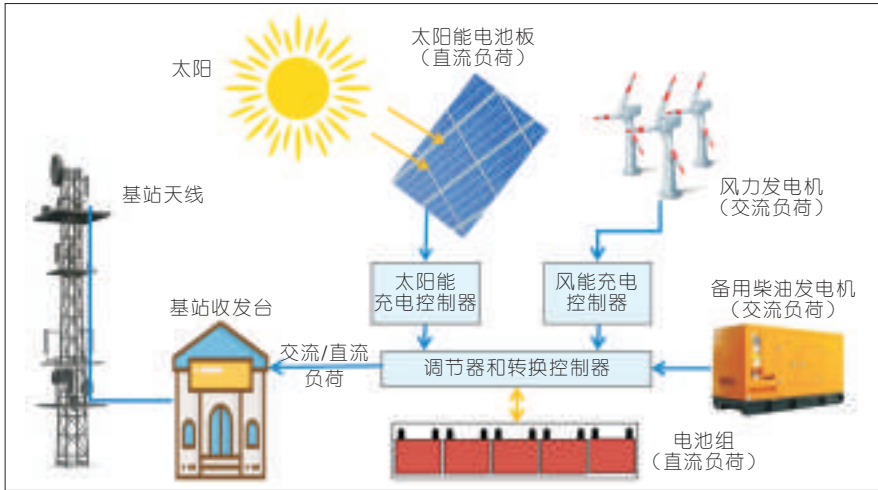 太阳能电池板
（直流负荷）
太阳
基站天线
风力发电机
（交流负荷）
太阳能
充电控制器
风能充电
控制器
备用柴油发电机
（交流负荷）
基站收发台
交流/直流
负荷
调节器和转换控制器
电池组
（直流负荷）